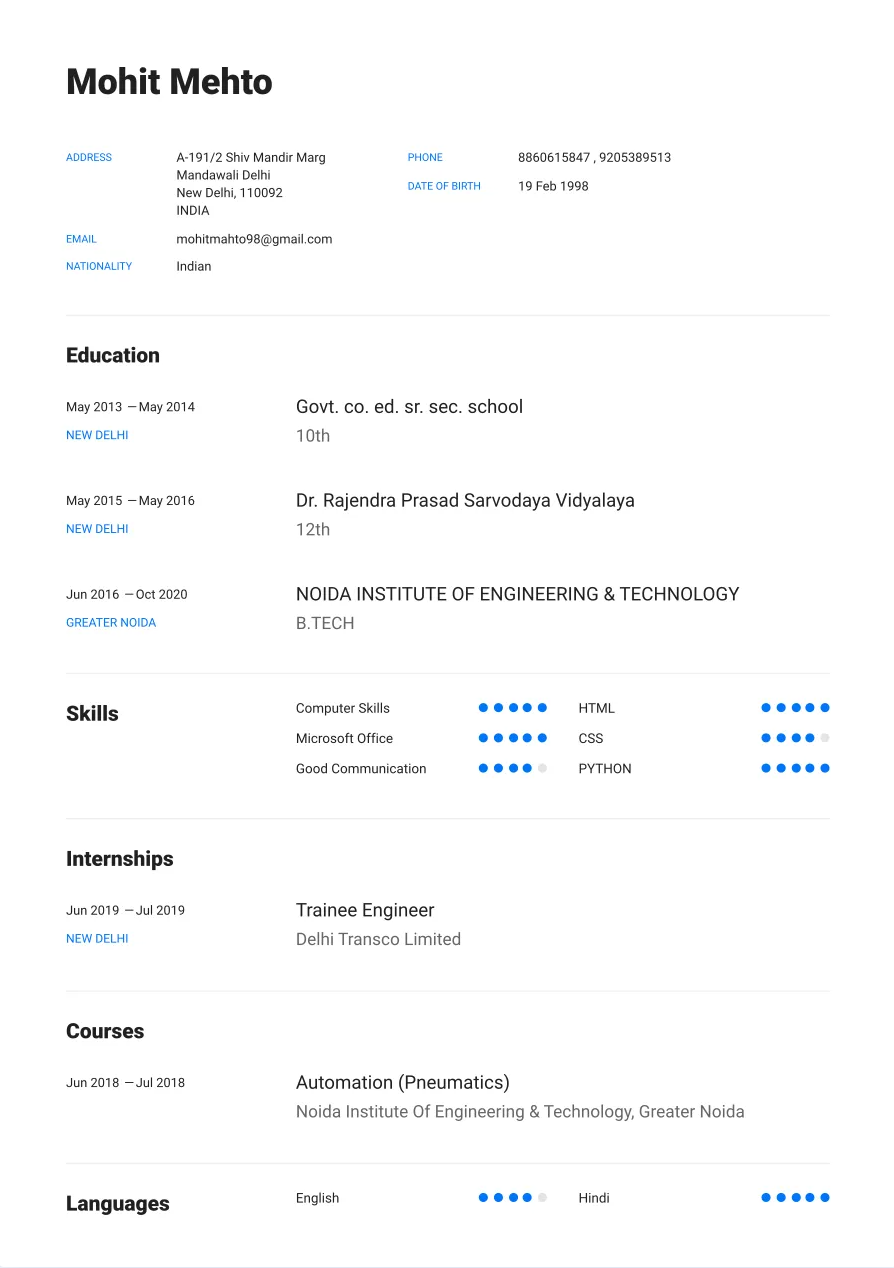 Mohit Mehto
ADDRESS
A-191/2 Shiv Mandir Marg
Mandawali Delhi
New Delhi, 110092
INDIA
PHONE
8860615847 , 9205389513
DATE OF BIRTH
19 Feb 1998
EMAIL
mohitmahto98@gmail.com
NATIONALITY
Indian
Education
May 2013 — May 2014
NEW DELHI
Govt. co. ed. sr. sec. school
10th
May 2015 — May 2016
NEW DELHI
Dr. Rajendra Prasad Sarvodaya Vidyalaya
12th
Jun 2016 — Oct 2020
GREATER NOIDA
NOIDA INSTITUTE OF ENGINEERING & TECHNOLOGY
B.TECH
Skills
Computer Skills
HTML
Microsoft Office
CSS
Good Communication
PYTHON
Internships
Jun 2019 — Jul 2019
NEW DELHI
Trainee Engineer
Delhi Transco Limited
Courses
Jun 2018 — Jul 2018
Automation (Pneumatics)
Noida Institute Of Engineering & Technology, Greater Noida
Languages
English
Hindi